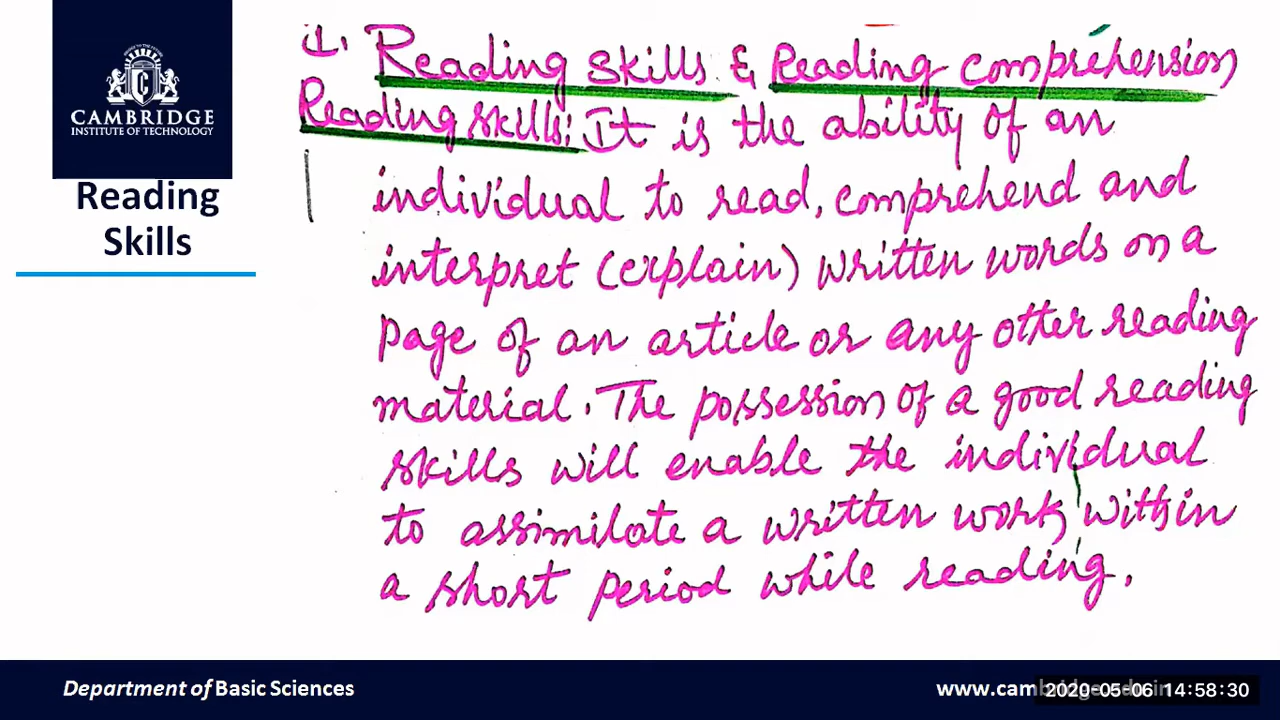 CAMBRIDGE
INSTITUTE OF TECHNOLOGY
Reading
Skills
1. Reading skills & Reading comprehension
Reading skills: It is the ability of an
individual to read, comprehend and
interpret (explain) written words on a
page of an article or any other reading
material. The possession of a good reading
skills will enable the individual
to assimilate a written work within
a short period while reading.
Department of Basic Sciences
www.cam
2020-05-06 14:58:30